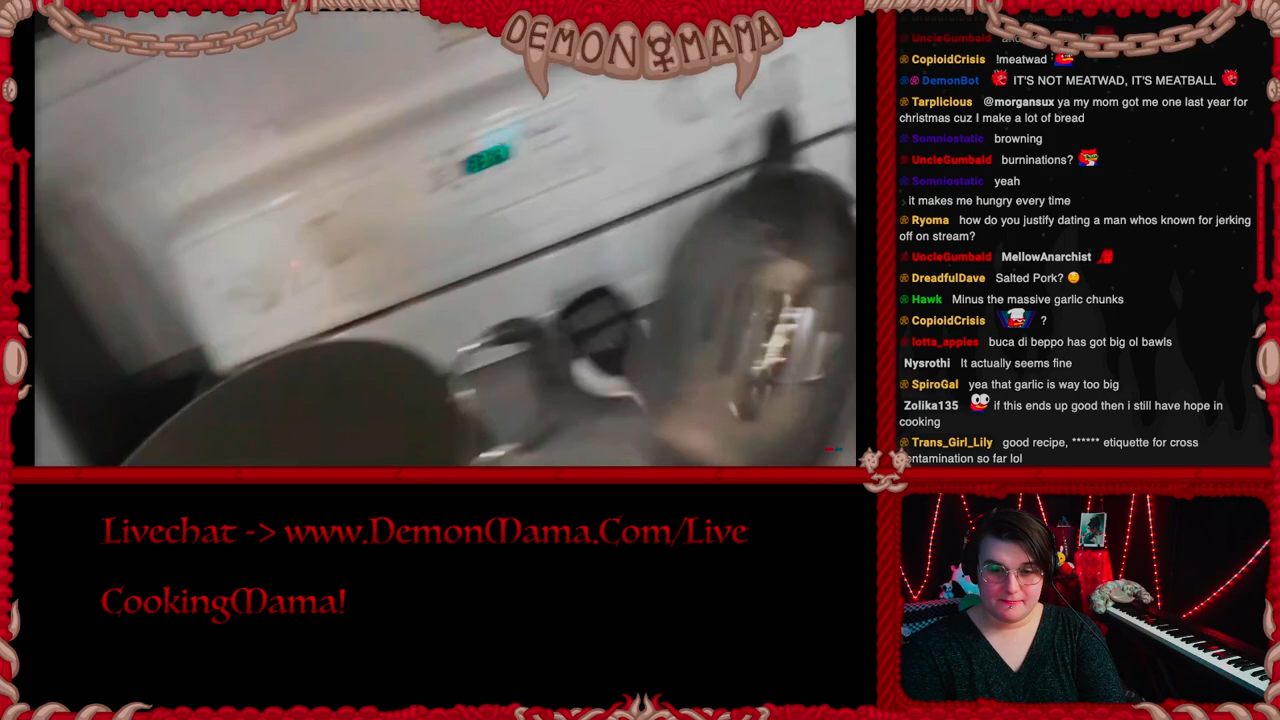 DEMON MAMA
UncleGumbald
CopioidCrisis !meatwad
DemonBot IT'S NOT MEATWAD, IT'S MEATBALL
Tarplicious @morgansux ya my mom got me one last year for
christmas cuz I make a lot of bread
Somniostatic browning
UncleGumbald burninations?
Somniostatic yeah
it makes me hungry every time
Ryoma how do you justify dating a man whos known for jerking
off on stream?
UncleGumbald MellowAnarchist
DreadfulDave Salted Pork?
Hawk Minus the massive garlic chunks
CopioidCrisis ?
lotta_apples buca di beppo has got big ol bawls
Nysrothi It actually seems fine
SpiroGal yea that garlic is way too big
Zolika135 if this ends up good then i still have hope in
cooking
Trans_Girl_Lily good recipe, ****** etiquette for cross
contamination so far lol
Livechat -> www.DemonMama.Com/Live
CookingMama!